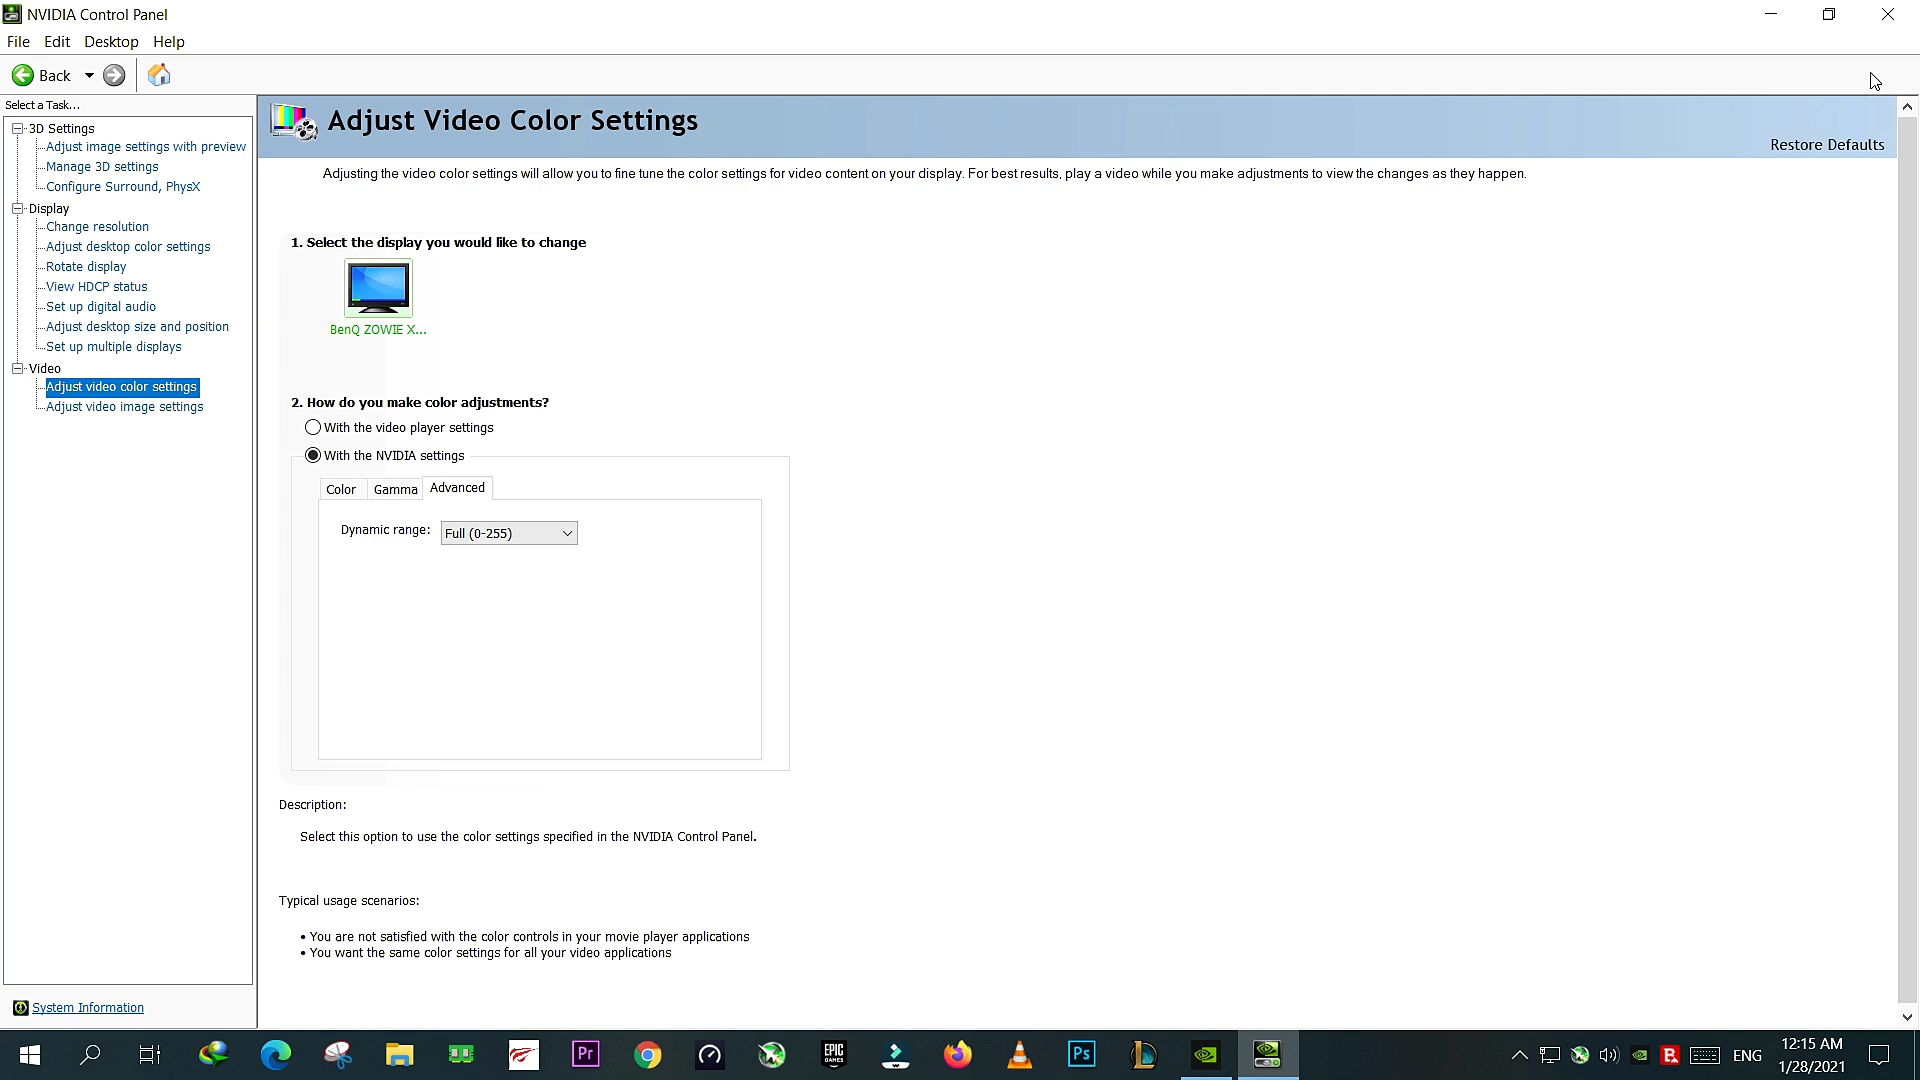 NVIDIA Control Panel
File Edit Desktop Help
Back
Select a Task...
3D Settings
Adjust image settings with preview
Manage 3D settings
Configure Surround, PhysX
Display
Change resolution
Adjust desktop color settings
Rotate display
View HDCP status
Set up digital audio
Adjust desktop size and position
Set up multiple displays
Video
Adjust video color settings
Adjust video image settings
System Information
Adjust Video Color Settings
Restore Defaults
Adjusting the video color settings will allow you to fine tune the color settings for video content on your display. For best results, play a video while you make adjustments to view the changes as they happen.
1. Select the display you would like to change
BenQ ZOWIE X...
2. How do you make color adjustments?
With the video player settings
With the NVIDIA settings
Color Gamma Advanced
Dynamic range: Full (0-255)
Description:
Select this option to use the color settings specified in the NVIDIA Control Panel.
Typical usage scenarios:
• You are not satisfied with the color controls in your movie player applications
• You want the same color settings for all your video applications
Pr
EPIC GAMES
Ps
ENG
12:15 AM
1/28/2021